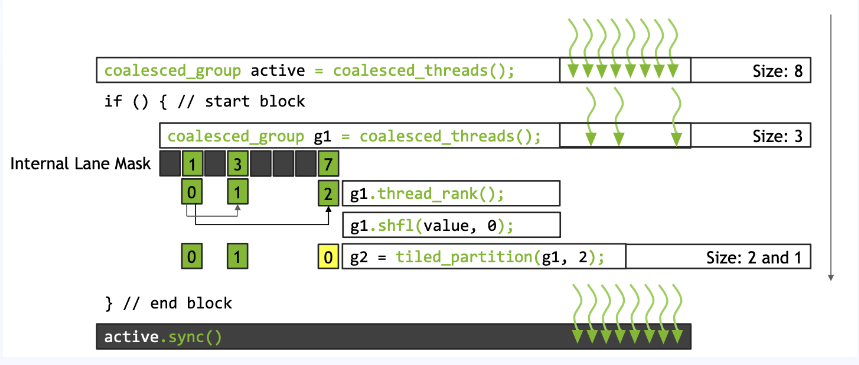 coalesced_group active = coalesced_threads(); Size: 8
if () { // start block
coalesced_group g1 = coalesced_threads(); Size: 3
Internal Lane Mask 1 3 7
0 1 2 g1.thread_rank();
g1.shfl(value, 0);
0 1 0 g2 = tiled_partition(g1, 2); Size: 2 and 1
} // end block
active.sync()